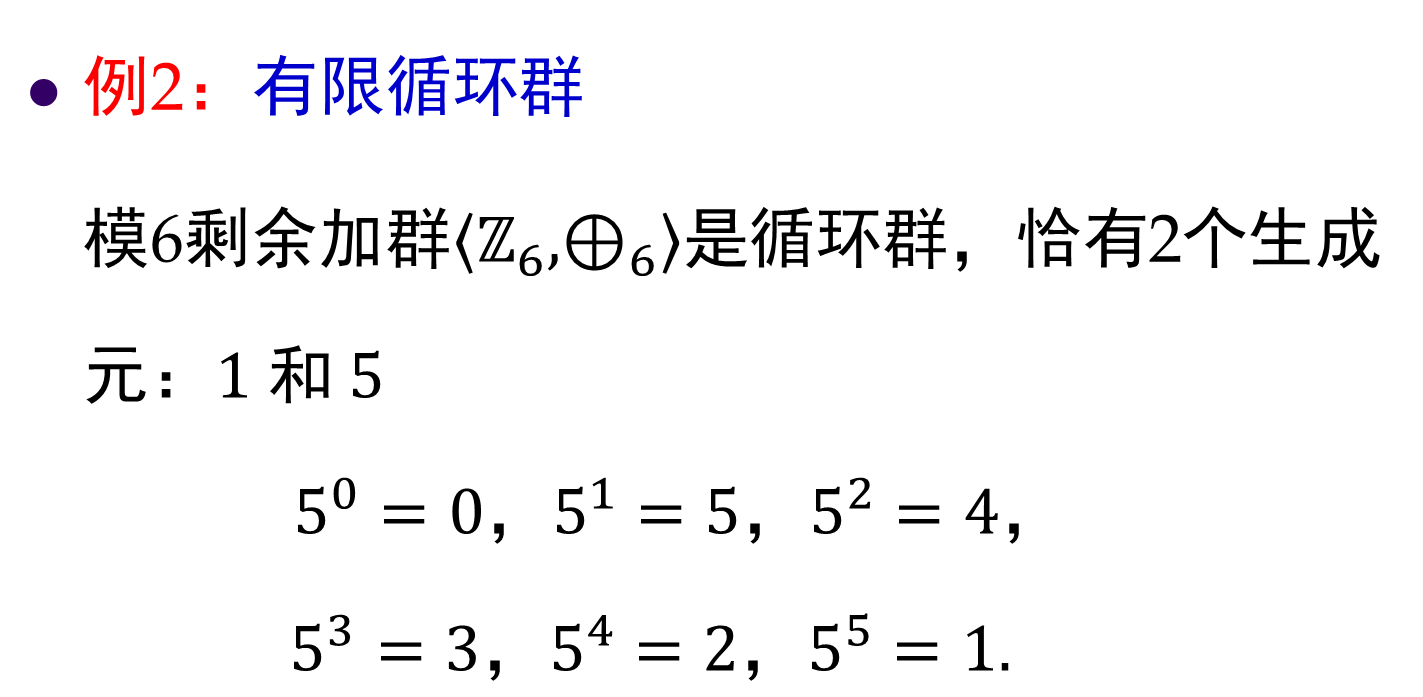 • 例2：有限循环群
模6剩余加群⟨ℤ₆,⊕₆⟩是循环群，恰有2个生成
元：1 和 5
5⁰ = 0，5¹ = 5，5² = 4，
5³ = 3，5⁴ = 2，5⁵ = 1.